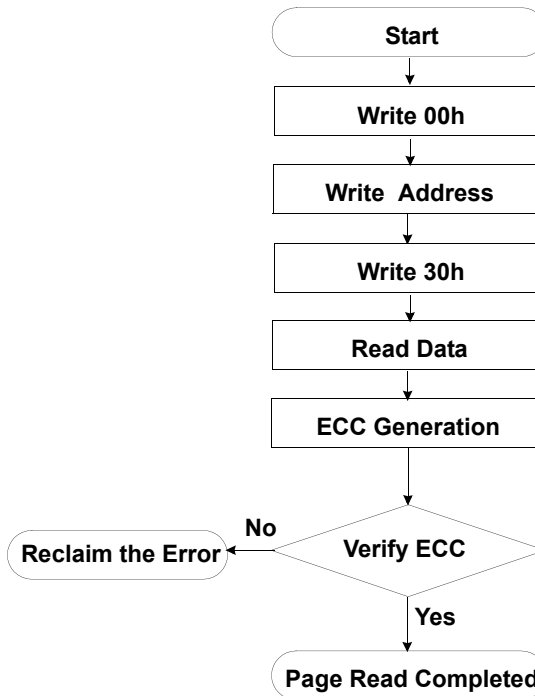 Start
Write 00h
Write Address
Write 30h
Read Data
ECC Generation
No
Reclaim the Error
Verify ECC
Yes
Page Read Completed